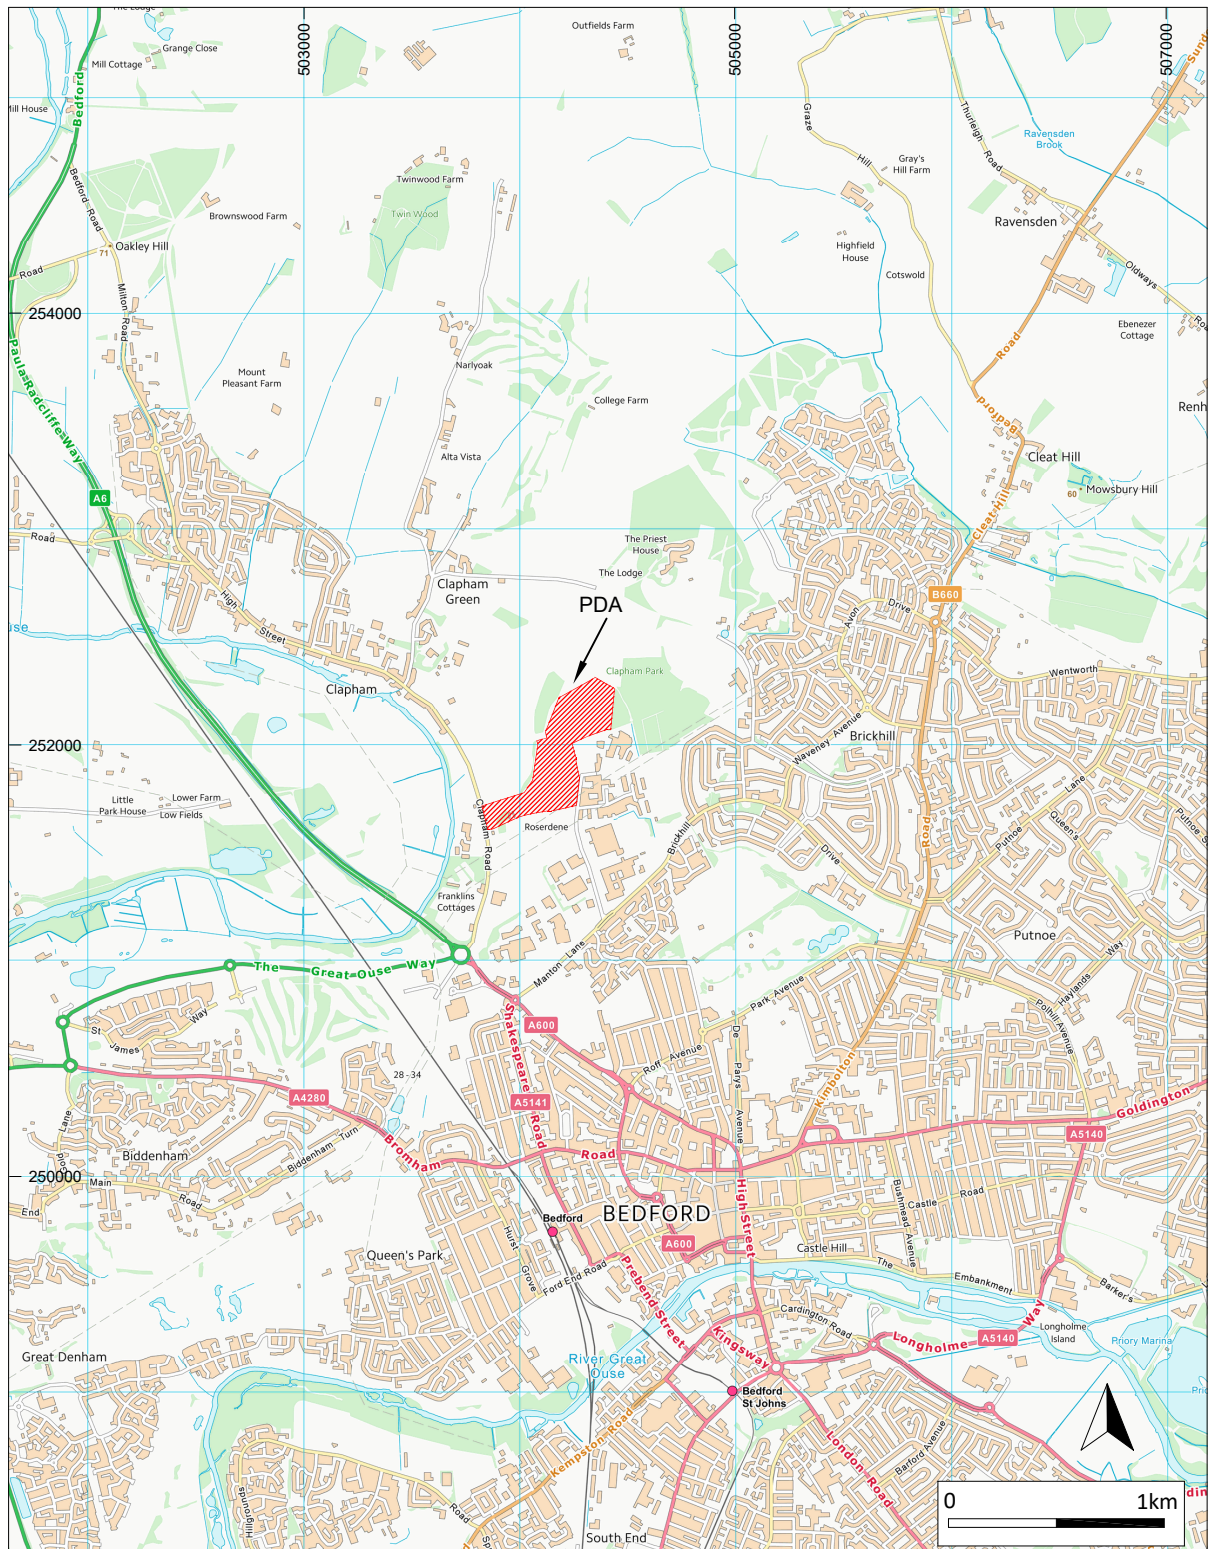 503000
505000
507000
Outfields Farm
Grange Close
Mill Cottage
Bedford
Graze
Hill
Thurleigh Road
Ravensden
Brook
Gray's
Hill Farm
Twinwood Farm
Twin Wood
Brownswood Farm
Bedford Road
Oakley Hill
71
Road
Milton Road
Ravensden
Highfield
House
Cotswold
Oldways
Ebenezer
Cottage
254000
Paula Radcliffe Way
Mount
Pleasant Farm
Narlyoak
College Farm
Road
Bedford
Alta Vista
Cleat Hill
60
Mowsbury Hill
A6
Road
Cleat Hill
The Priest
House
The Lodge
Clapham
Green
High
Street
PDA
B660
Avon
Drive
Clapham Park
Wentworth
Clapham
252000
Waveney Avenue
Brickhill
Little
Park House
Lower Farm
Low Fields
Clapham Road
Roserdene
Brickhill
Drive
Road
Putnoe
Lane
Queen's
Franklins
Cottages
Manton Lane
Putnoe
Way
Haylands
The Great Ouse Way
Park Avenue
Polhill Avenue
St
James
Way
Shakespeare
Road
A600
Roff Avenue
De
Parys
Avenue
Kimbolton
28 - 34
A4280
A5141
Goldington
A5140
Bromham
Road
Lane
Biddenham
Biddenham Turn
Main
Road
End
250000
High Street
Bushmead Avenue
Castle
Road
Bedford
BEDFORD
A600
Castle Hill
Queen's Park
Hurst
Grove
Ford End Road
Prebend Street
The
Embankment
Barker's
Cardington Road
Way
Longholme
Island
Longholme
A5140
Priory Marina
Kingsway
Great Denham
River Great
Ouse
Bedford
St Johns
Kempston Road
London Road
Barford Avenue
Hillgrounds
Road
South End
0
1km